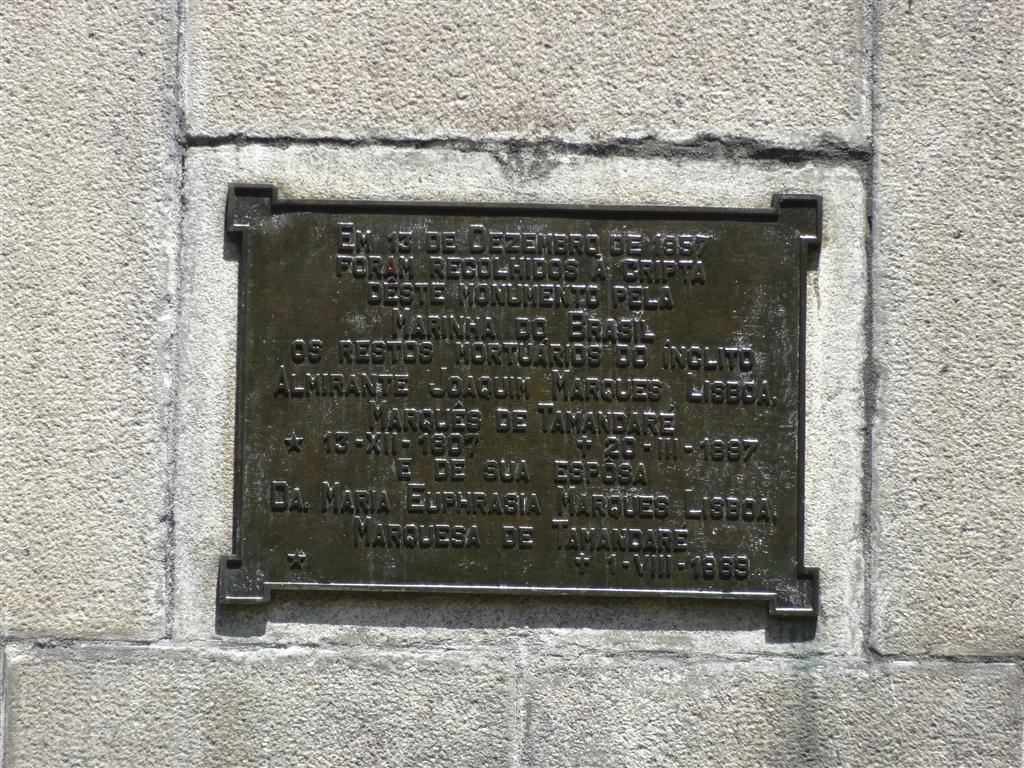 EM 13 DE DEZEMBRO DE 1957
FORAM RECOLHIDOS À CRIPTA
DÊSTE MONUMENTO PELA
MARINHA DO BRASIL
OS RESTOS MORTUÁRIOS DO ÍNCLITO
ALMIRANTE JOAQUIM MARQUES LISBOA,
MARQUÊS DE TAMANDARÉ
★ 13-XII-1807 † 20-III-1897
E DE SUA ESPÔSA
DA. MARIA EUPHRASIA MARQUES LISBOA,
MARQUESA DE TAMANDARÉ
★ † 1-VIII-1869